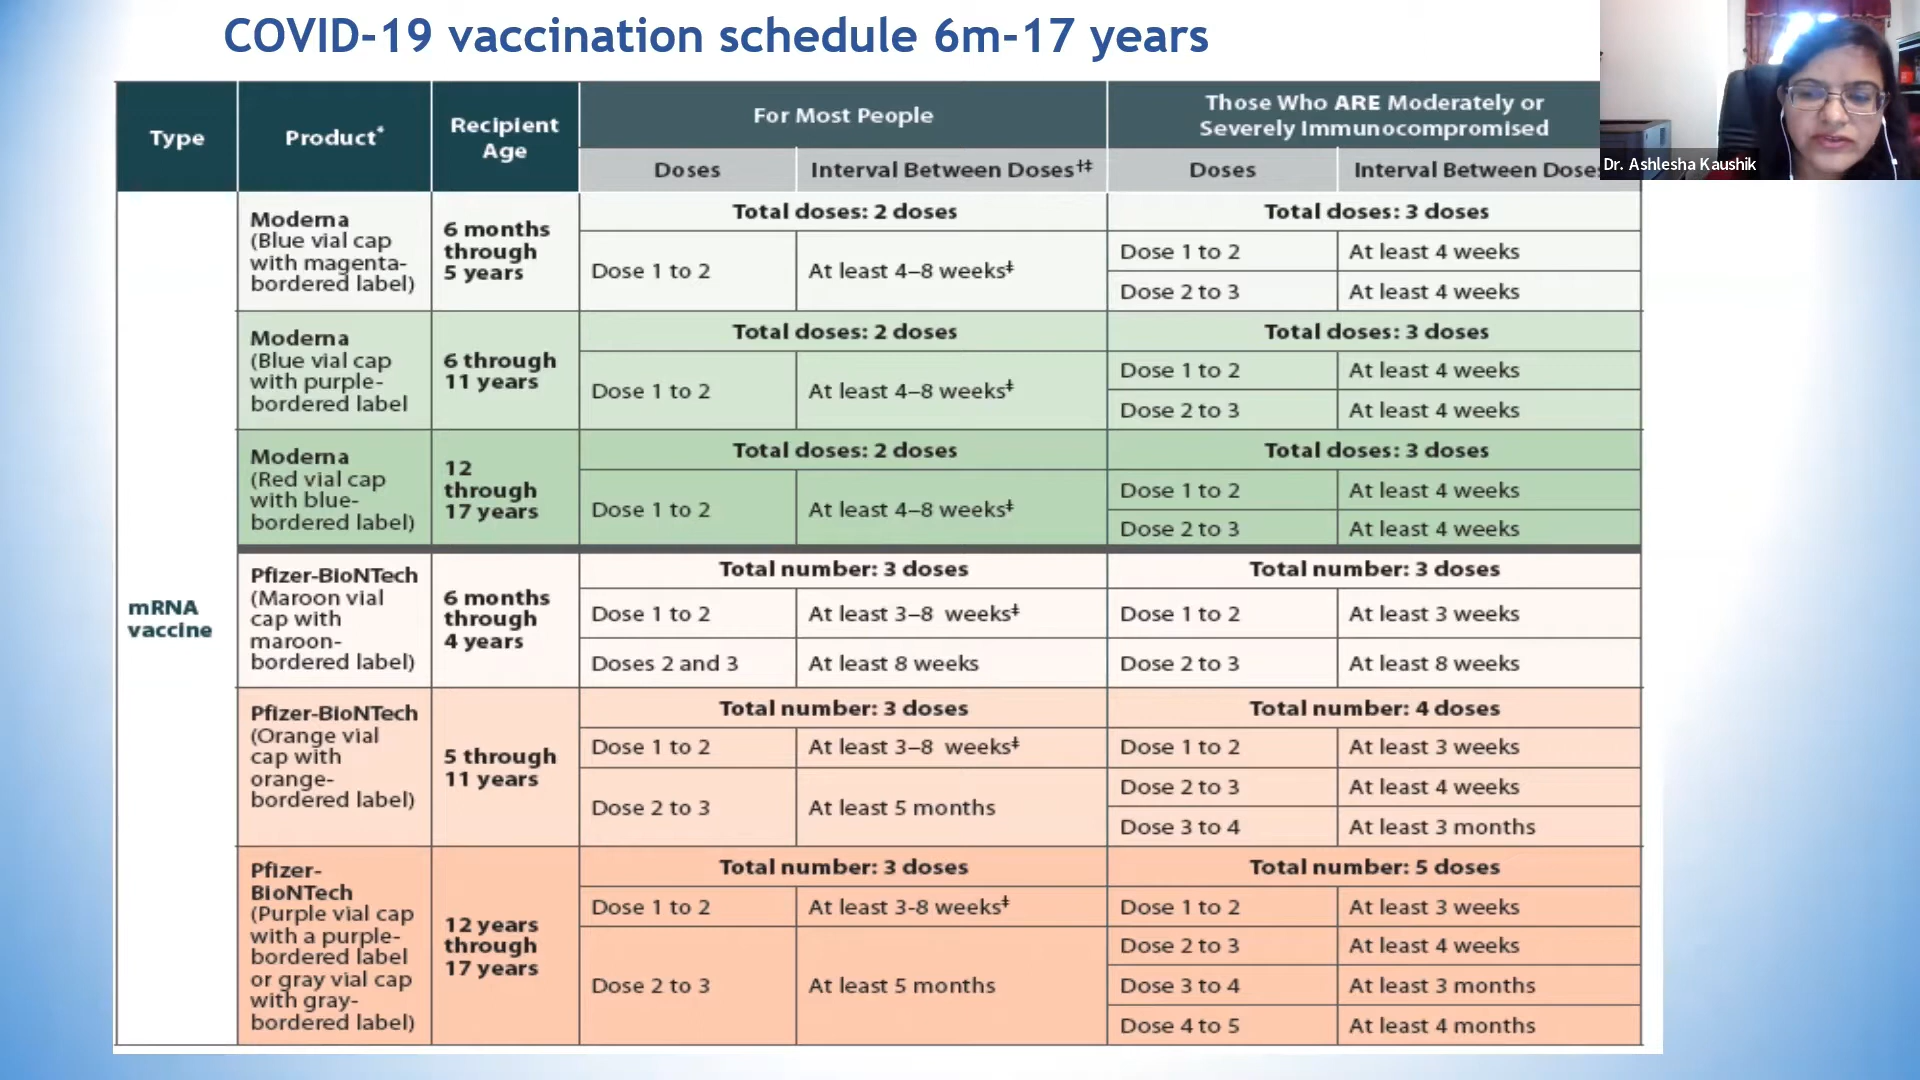 COVID-19 vaccination schedule 6m-17 years
Dr. Ashlesha Kaushik
Type
Product*
Recipient
Age
For Most People
Those Who ARE Moderately or
Severely Immunocompromised
Doses
Interval Between Doses†‡
Doses
Interval Between Doses
mRNA
vaccine
Moderna
(Blue vial cap
with magenta-
bordered label)
6 months
through
5 years
Total doses: 2 doses
Dose 1 to 2
At least 4–8 weeks‡
Total doses: 3 doses
Dose 1 to 2
At least 4 weeks
Dose 2 to 3
At least 4 weeks
Moderna
(Blue vial cap
with purple-
bordered label
6 through
11 years
Total doses: 2 doses
Dose 1 to 2
At least 4–8 weeks‡
Total doses: 3 doses
Dose 1 to 2
At least 4 weeks
Dose 2 to 3
At least 4 weeks
Moderna
(Red vial cap
with blue-
bordered label)
12
through
17 years
Total doses: 2 doses
Dose 1 to 2
At least 4–8 weeks‡
Total doses: 3 doses
Dose 1 to 2
At least 4 weeks
Dose 2 to 3
At least 4 weeks
Pfizer-BioNTech
(Maroon vial
cap with
maroon-
bordered label)
6 months
through
4 years
Total number: 3 doses
Dose 1 to 2
At least 3–8 weeks‡
Doses 2 and 3
At least 8 weeks
Total number: 3 doses
Dose 1 to 2
At least 3 weeks
Dose 2 to 3
At least 8 weeks
Pfizer-BioNTech
(Orange vial
cap with
orange-
bordered label)
5 through
11 years
Total number: 3 doses
Dose 1 to 2
At least 3–8 weeks‡
Dose 2 to 3
At least 5 months
Total number: 4 doses
Dose 1 to 2
At least 3 weeks
Dose 2 to 3
At least 4 weeks
Dose 3 to 4
At least 3 months
Pfizer-
BioNTech
(Purple vial cap
with a purple-
bordered label
or gray vial cap
with gray-
bordered label)
12 years
through
17 years
Total number: 3 doses
Dose 1 to 2
At least 3-8 weeks‡
Dose 2 to 3
At least 5 months
Total number: 5 doses
Dose 1 to 2
At least 3 weeks
Dose 2 to 3
At least 4 weeks
Dose 3 to 4
At least 3 months
Dose 4 to 5
At least 4 months